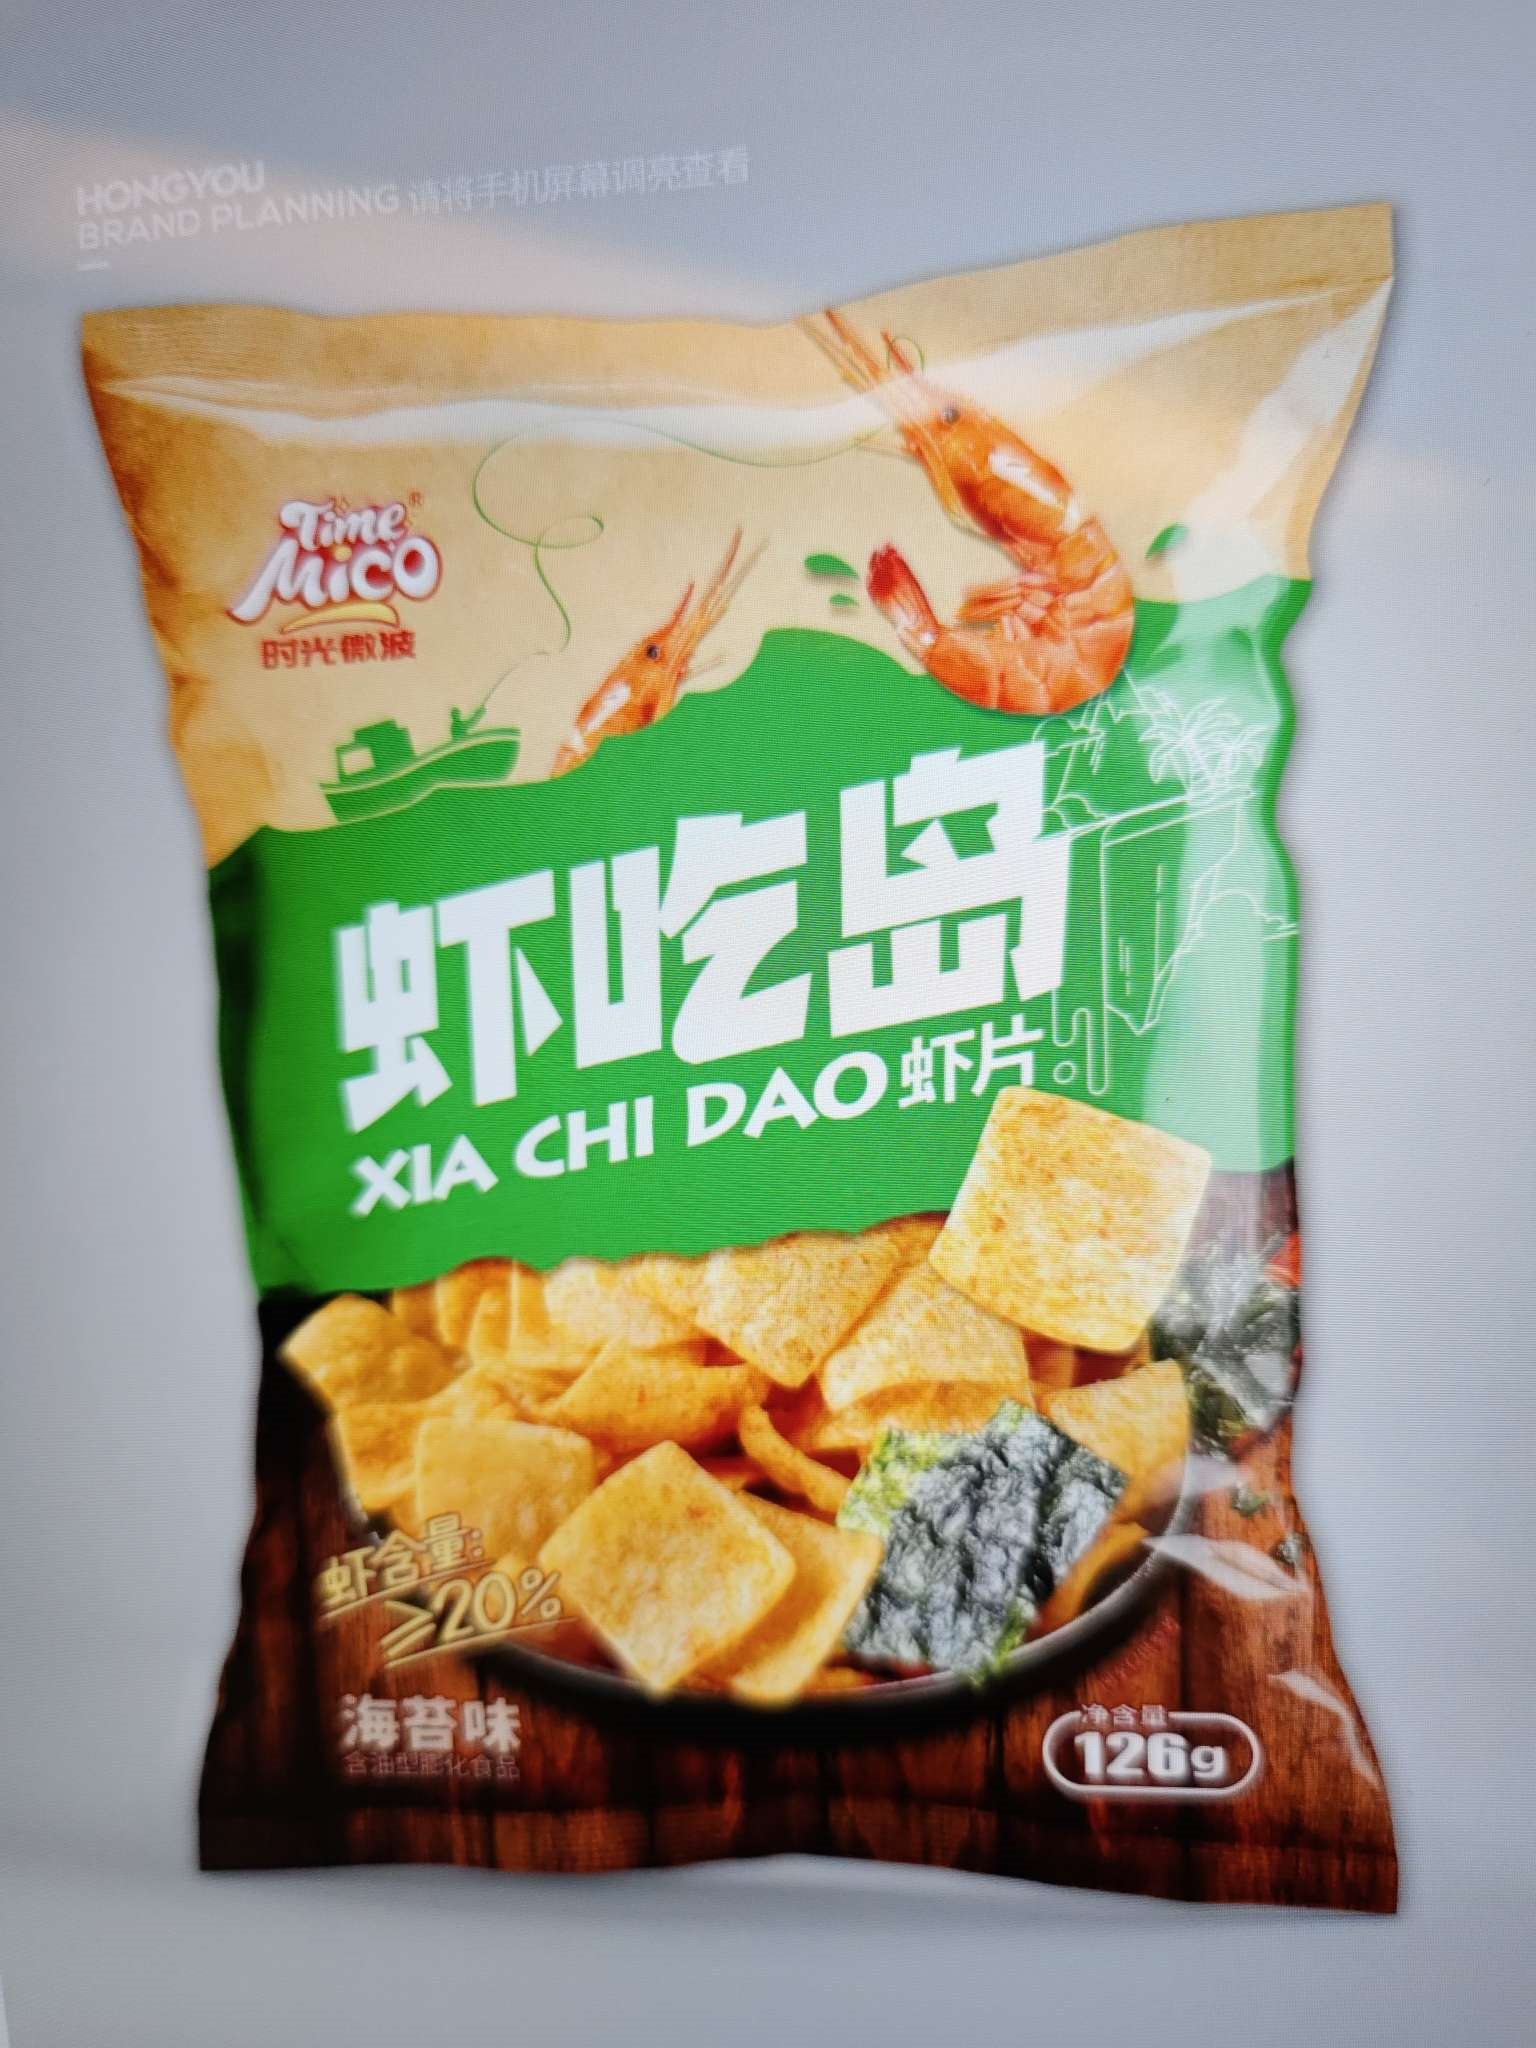 HONGYOU
BRAND PLANNING 请将手机屏幕调亮查看
Time
Mico®
时光微波
虾吃岛
XIA CHI DAO 虾片
虾含量:
≥20%
海苔味
含油型膨化食品
净含量
126g